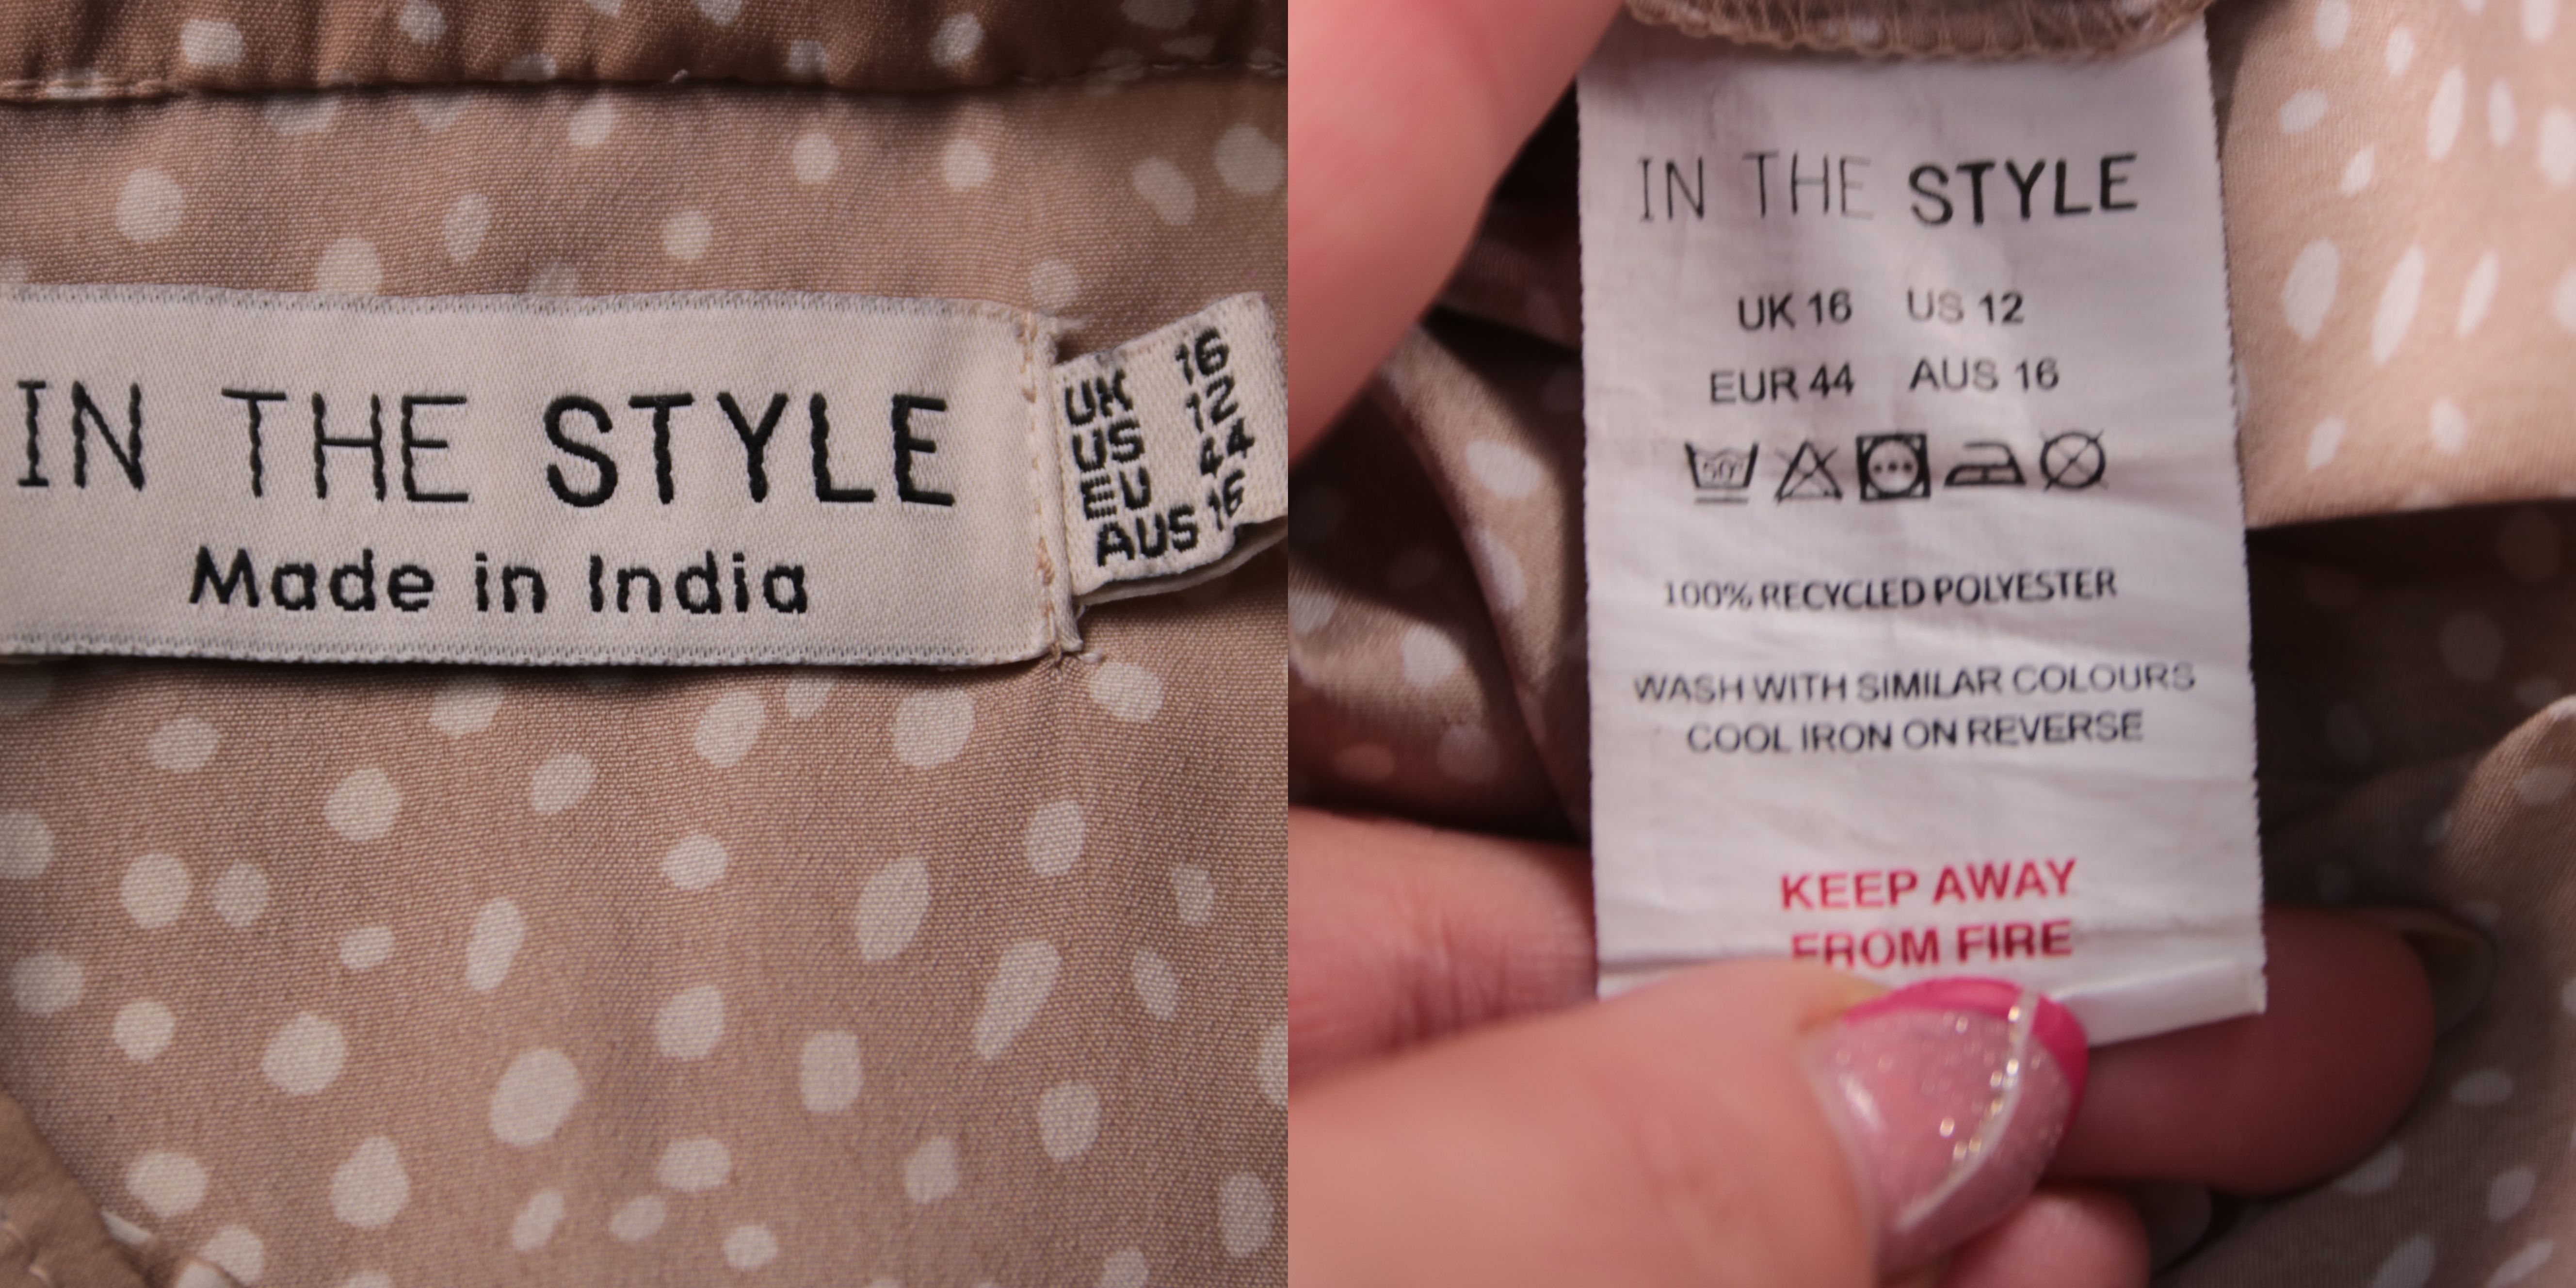 IN THE STYLE
Made in India
UK 16
US 12
EU 44
AUS 16
IN THE STYLE
UK 16 US 12
EUR 44 AUS 16
50°
100% RECYCLED POLYESTER
WASH WITH SIMILAR COLOURS
COOL IRON ON REVERSE
KEEP AWAY
FROM FIRE